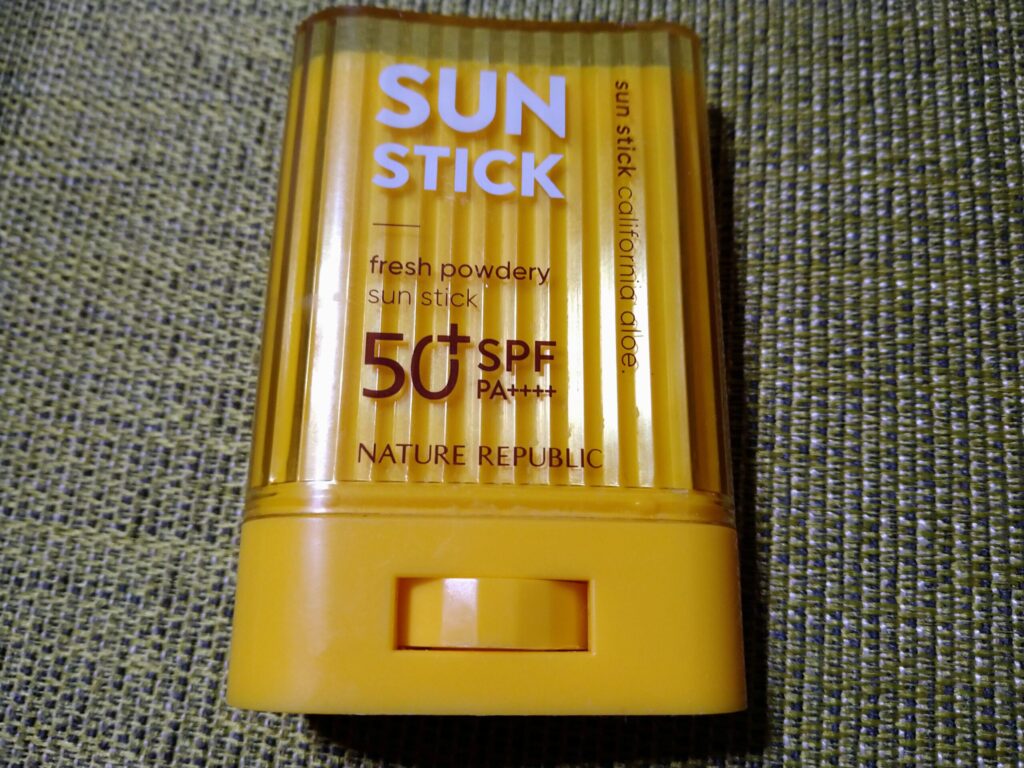 SUN
STICK
fresh powdery
sun stick
50+ SPF
PA++++
NATURE REPUBLIC
sun stick california aloe.